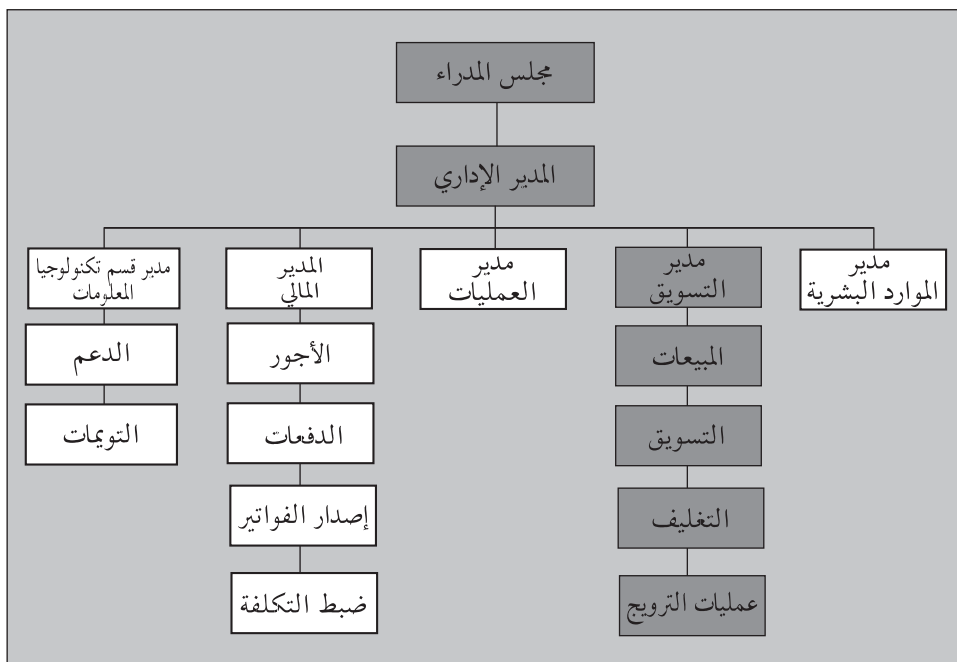 مجلس المدراء
المدير الإداري
مدير
الموارد البشرية
مدير
التسويق
المبيعات
التسويق
التغليف
عمليات الترويج
مدير
العمليات
المدير
المالي
الأجور
الدفعات
إصدار الفواتير
ضبط التكلفة
مدير قسم تكنولوجيا
المعلومات
الدعم
التويمات